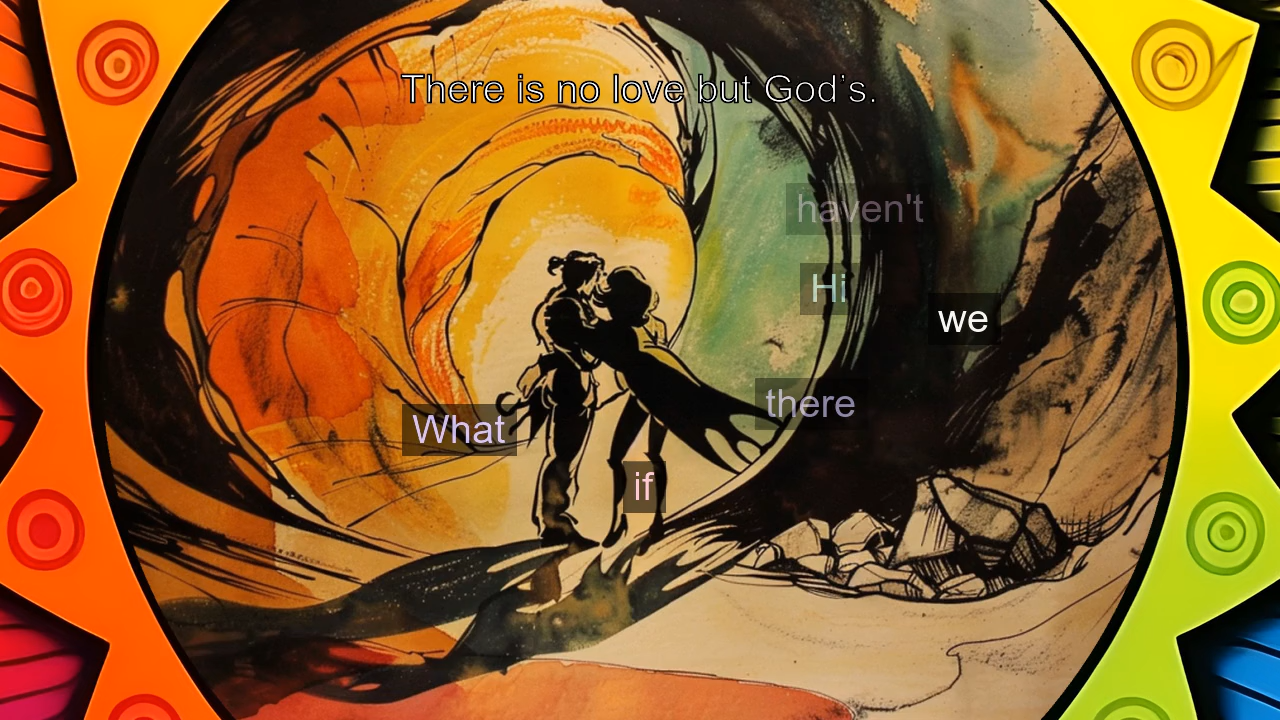 There is no love but God's.
haven't
Hi
we
there
What
if